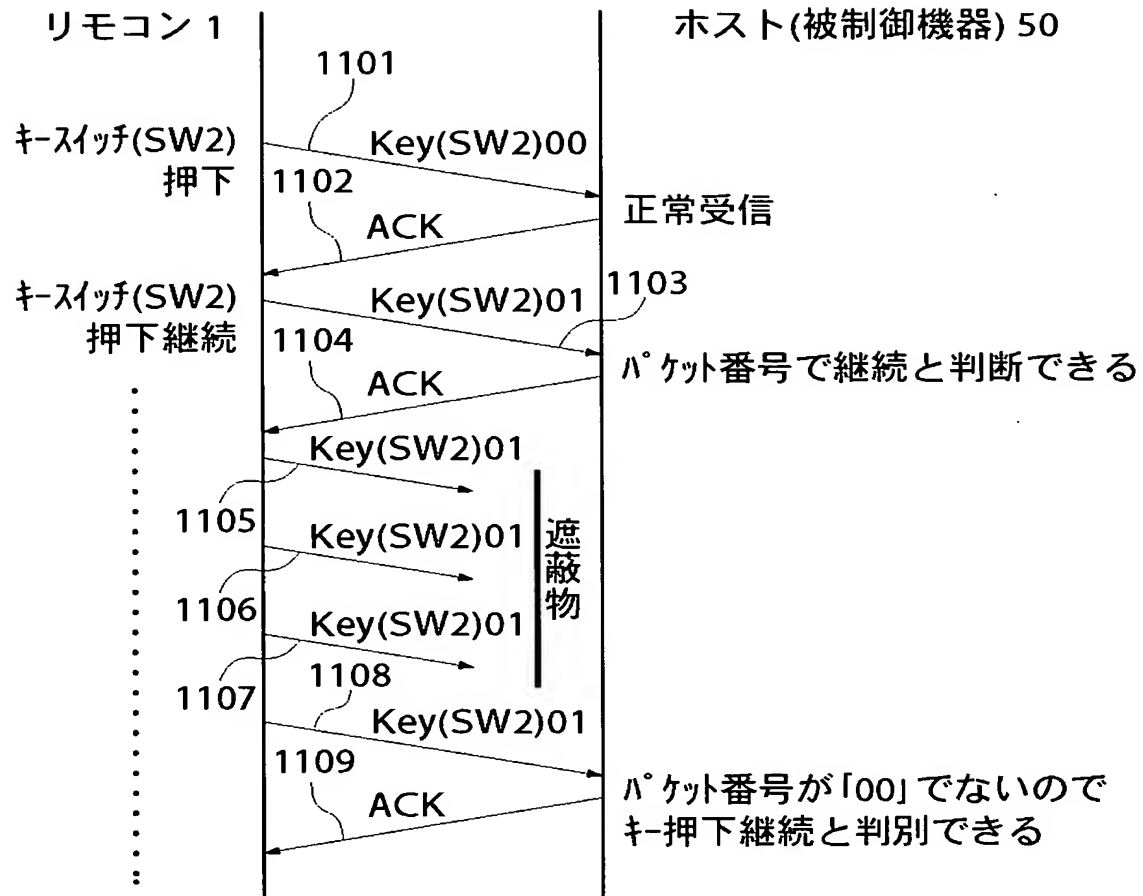 リモコン 1
ホスト(被制御機器) 50
1101
ｷｰｽｲｯﾁ(SW2)
押下
Key(SW2)00
1102
正常受信
ACK
ｷｰｽｲｯﾁ(SW2)
押下継続
Key(SW2)01
1103
1104
ﾊﾟｹｯﾄ番号で継続と判断できる
ACK
Key(SW2)01
1105
Key(SW2)01
遮蔽物
1106
Key(SW2)01
1107
1108
Key(SW2)01
1109
ACK
ﾊﾟｹｯﾄ番号が「00」でないので
ｷｰ押下継続と判別できる